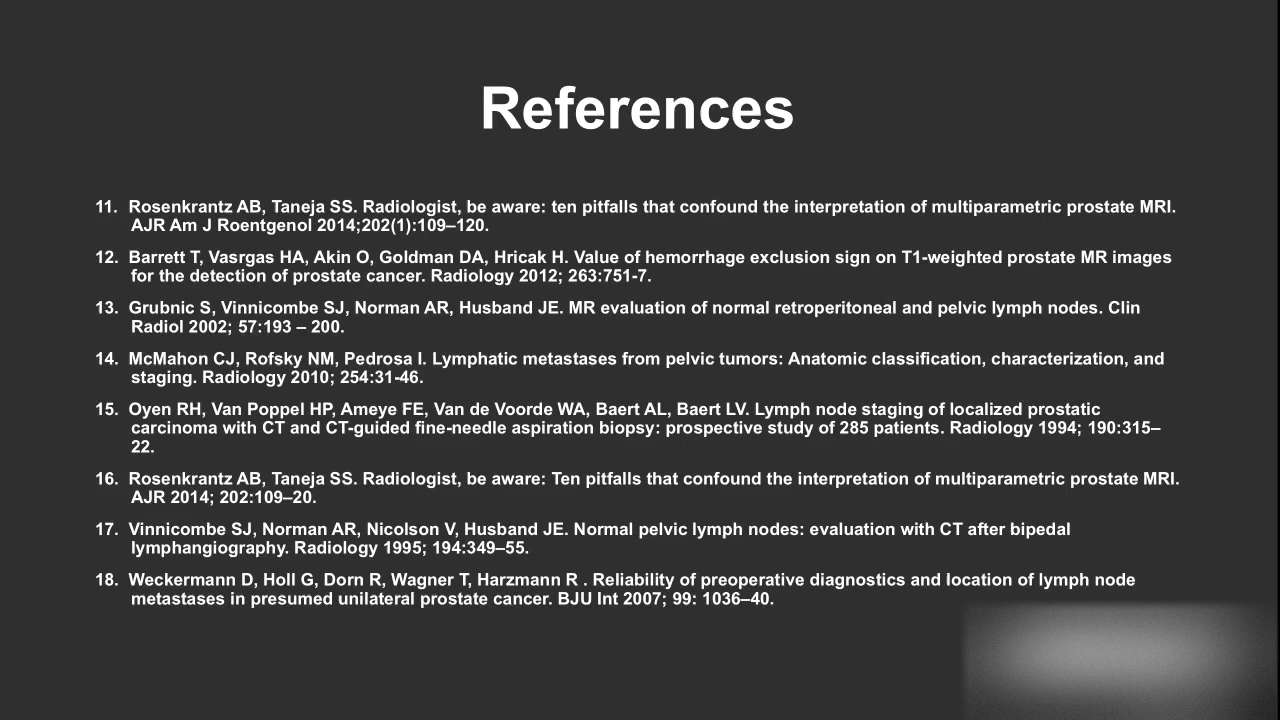 References
11. Rosenkrantz AB, Taneja SS. Radiologist, be aware: ten pitfalls that confound the interpretation of multiparametric prostate MRI.
AJR Am J Roentgenol 2014;202(1):109–120.
12. Barrett T, Vasrgas HA, Akin O, Goldman DA, Hricak H. Value of hemorrhage exclusion sign on T1-weighted prostate MR images
for the detection of prostate cancer. Radiology 2012; 263:751-7.
13. Grubnic S, Vinnicombe SJ, Norman AR, Husband JE. MR evaluation of normal retroperitoneal and pelvic lymph nodes. Clin
Radiol 2002; 57:193 – 200.
14. McMahon CJ, Rofsky NM, Pedrosa I. Lymphatic metastases from pelvic tumors: Anatomic classification, characterization, and
staging. Radiology 2010; 254:31-46.
15. Oyen RH, Van Poppel HP, Ameye FE, Van de Voorde WA, Baert AL, Baert LV. Lymph node staging of localized prostatic
carcinoma with CT and CT-guided fine-needle aspiration biopsy: prospective study of 285 patients. Radiology 1994; 190:315–
22.
16. Rosenkrantz AB, Taneja SS. Radiologist, be aware: Ten pitfalls that confound the interpretation of multiparametric prostate MRI.
AJR 2014; 202:109–20.
17. Vinnicombe SJ, Norman AR, Nicolson V, Husband JE. Normal pelvic lymph nodes: evaluation with CT after bipedal
lymphangiography. Radiology 1995; 194:349–55.
18. Weckermann D, Holl G, Dorn R, Wagner T, Harzmann R . Reliability of preoperative diagnostics and location of lymph node
metastases in presumed unilateral prostate cancer. BJU Int 2007; 99: 1036–40.